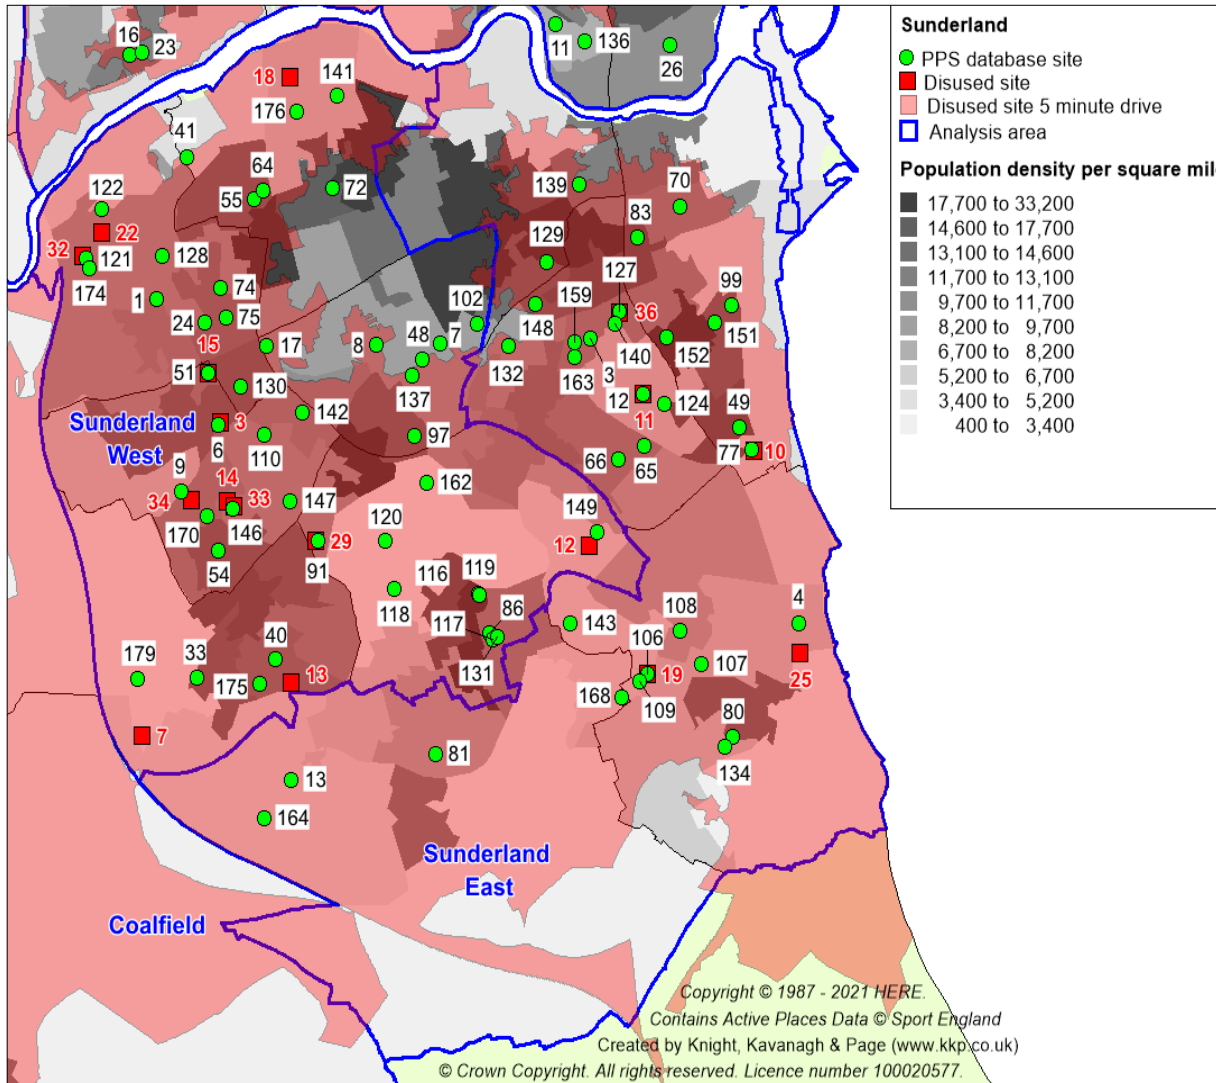 Sunderland
PPS database site
Disused site
Disused site 5 minute drive
Analysis area
Population density per square mil
17,700 to 33,200
14,600 to 17,700
13,100 to 14,600
11,700 to 13,100
9,700 to 11,700
8,200 to 9,700
6,700 to 8,200
5,200 to 6,700
3,400 to 5,200
400 to 3,400
16 23
11 136
26
18 141
176
41
64
55 72
139 70
122
83
22
129
32 121 128
127
174
74
1
159 99
102
24 75
148
36
48 7
15 17 8
140 152 151
132
163 3
51
130
137
12
142
124 49
3
11
Sunderland
West
6 110
97
66 65
77 10
9
14
162
34 33
147
149
170 146
120
12
29
54
91
116 119
118
86
4
143 108
117
106
40
179 33
131
19 107
175 13
168
109
25
7
80
81
134
13
164
Sunderland
East
Coalfield
Copyright © 1987 - 2021 HERE.
Contains Active Places Data © Sport England
Created by Knight, Kavanagh & Page (www.kkp.co.uk)
© Crown Copyright. All rights reserved. Licence number 100020577.